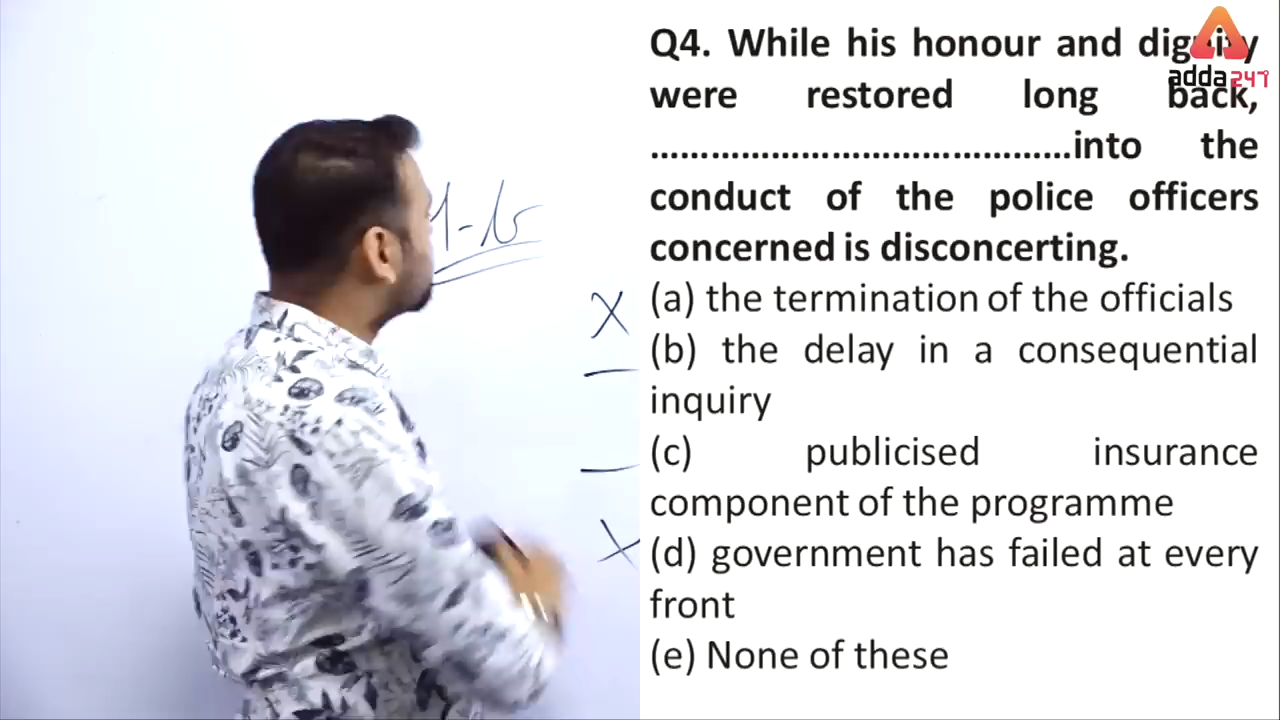 Q4. While his honour and dignity
were restored long back,
……………………………………into the
conduct of the police officers
concerned is disconcerting.
(a) the termination of the officials
(b) the delay in a consequential
inquiry
(c) publicised insurance
component of the programme
(d) government has failed at every
front
(e) None of these
adda247
X
X